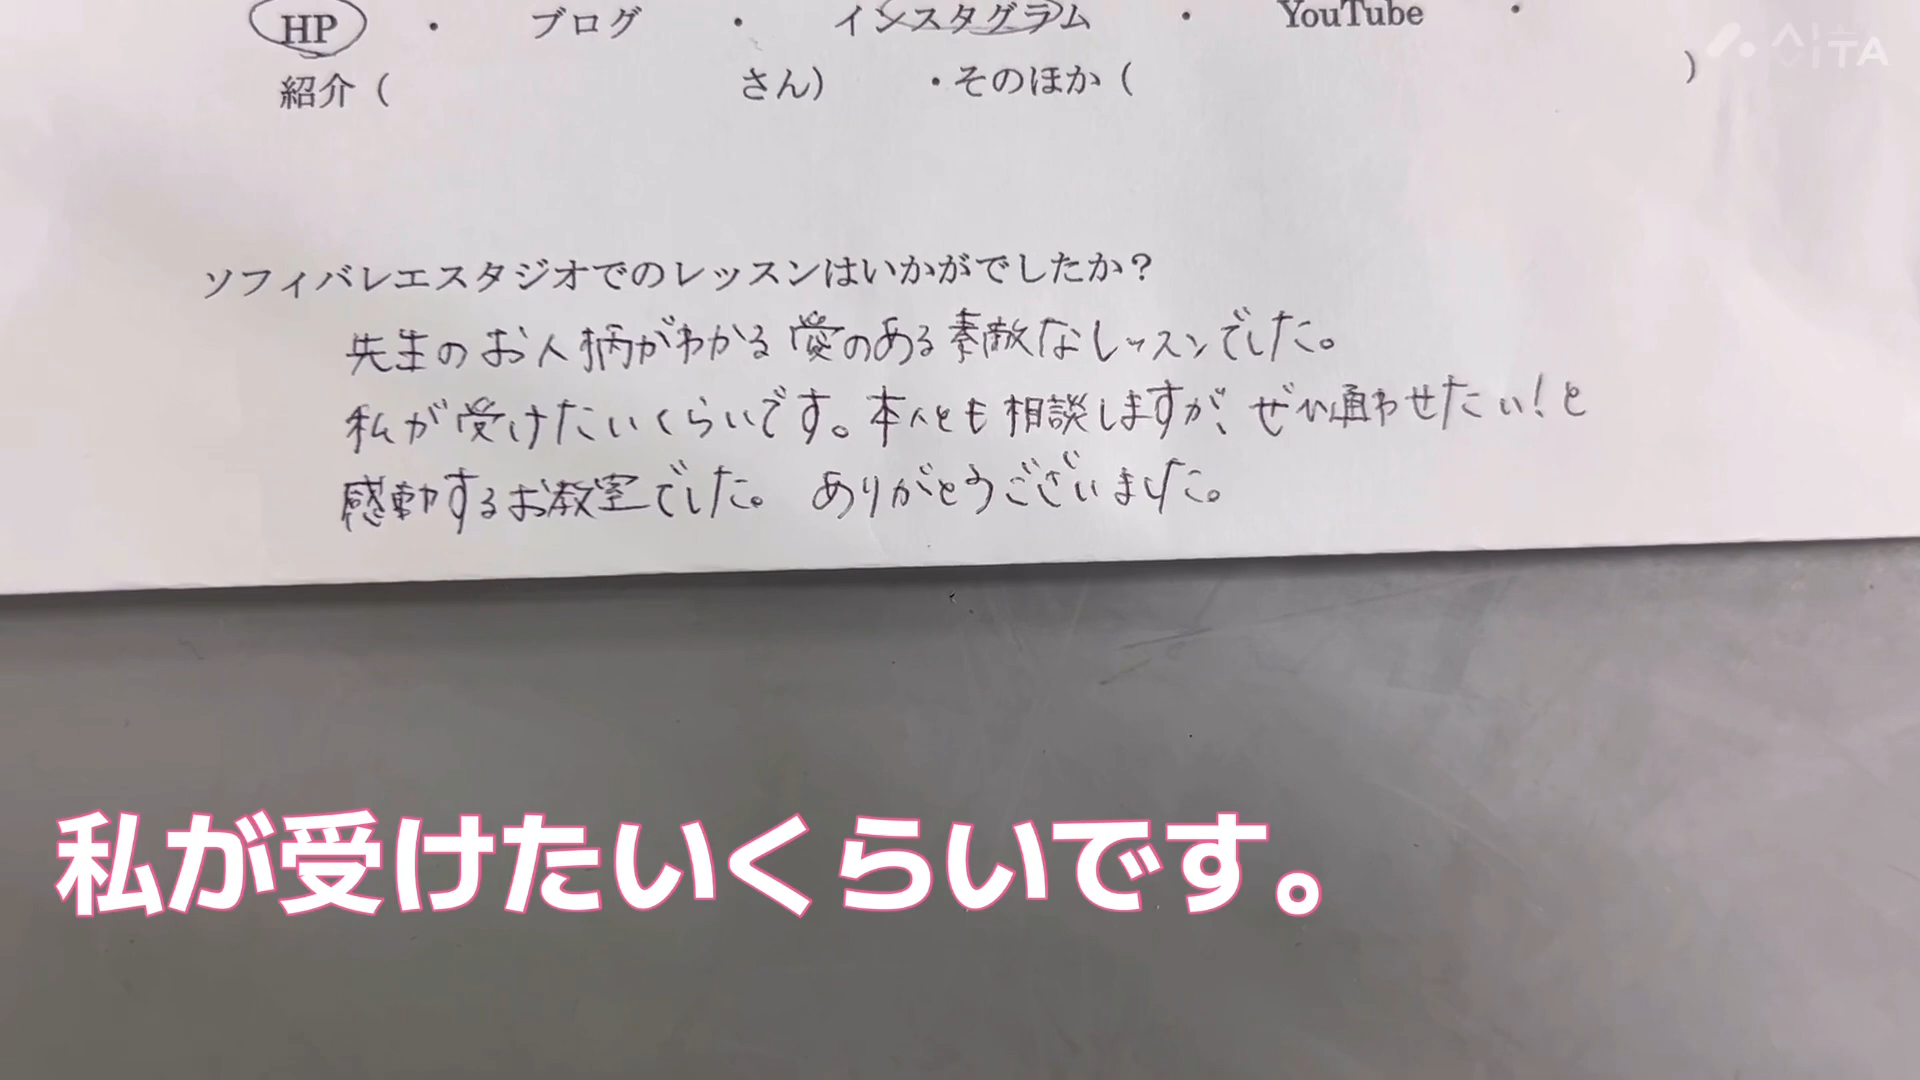 HP ・ ブログ ・ インスタグラム ・ YouTube ・
紹介( さん) ・そのほか( )
ソフィバレエスタジオでのレッスンはいかがでしたか?
先生のお人柄がわかる愛のある素敵なレッスンでした。
私が受けたいくらいです。本人とも相談しますが、ぜひ通わせたい!と
感動するお教室でした。ありがとうございました。
私が受けたいくらいです。